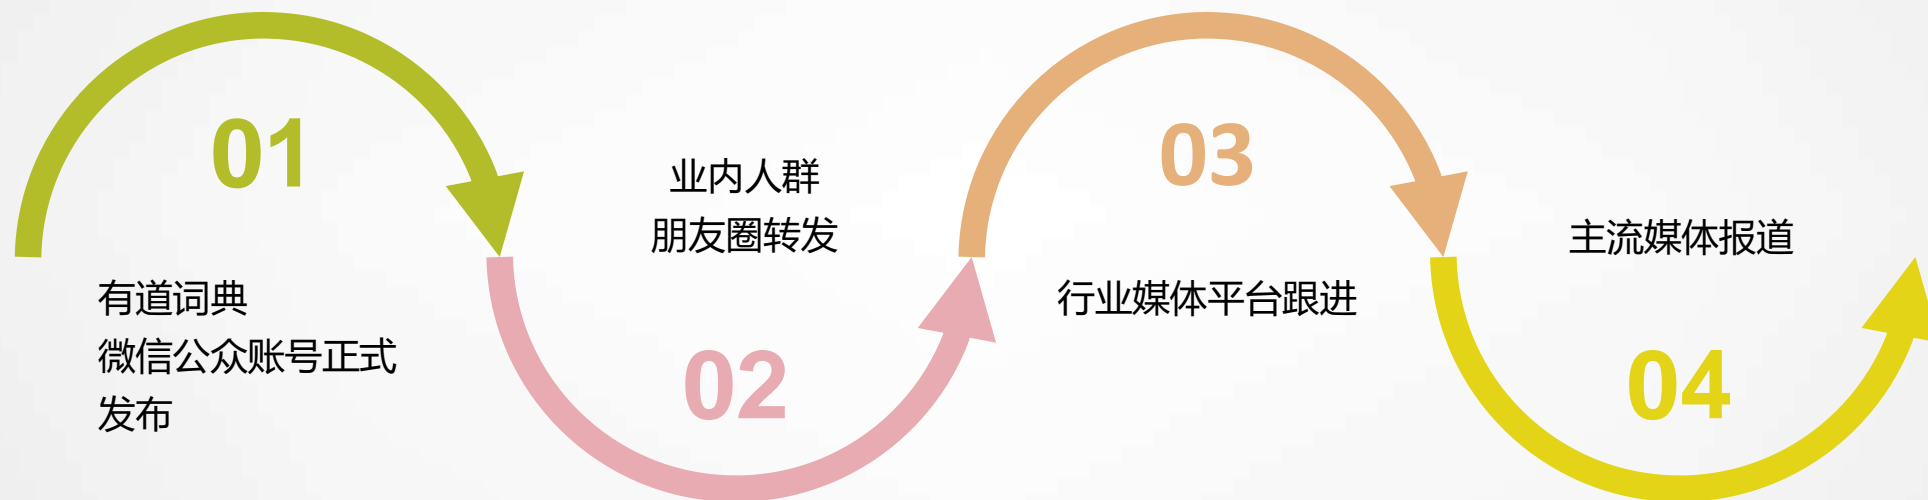 01
有道词典
微信公众账号正式
发布
业内人群
朋友圈转发
02
03
行业媒体平台跟进
主流媒体报道
04